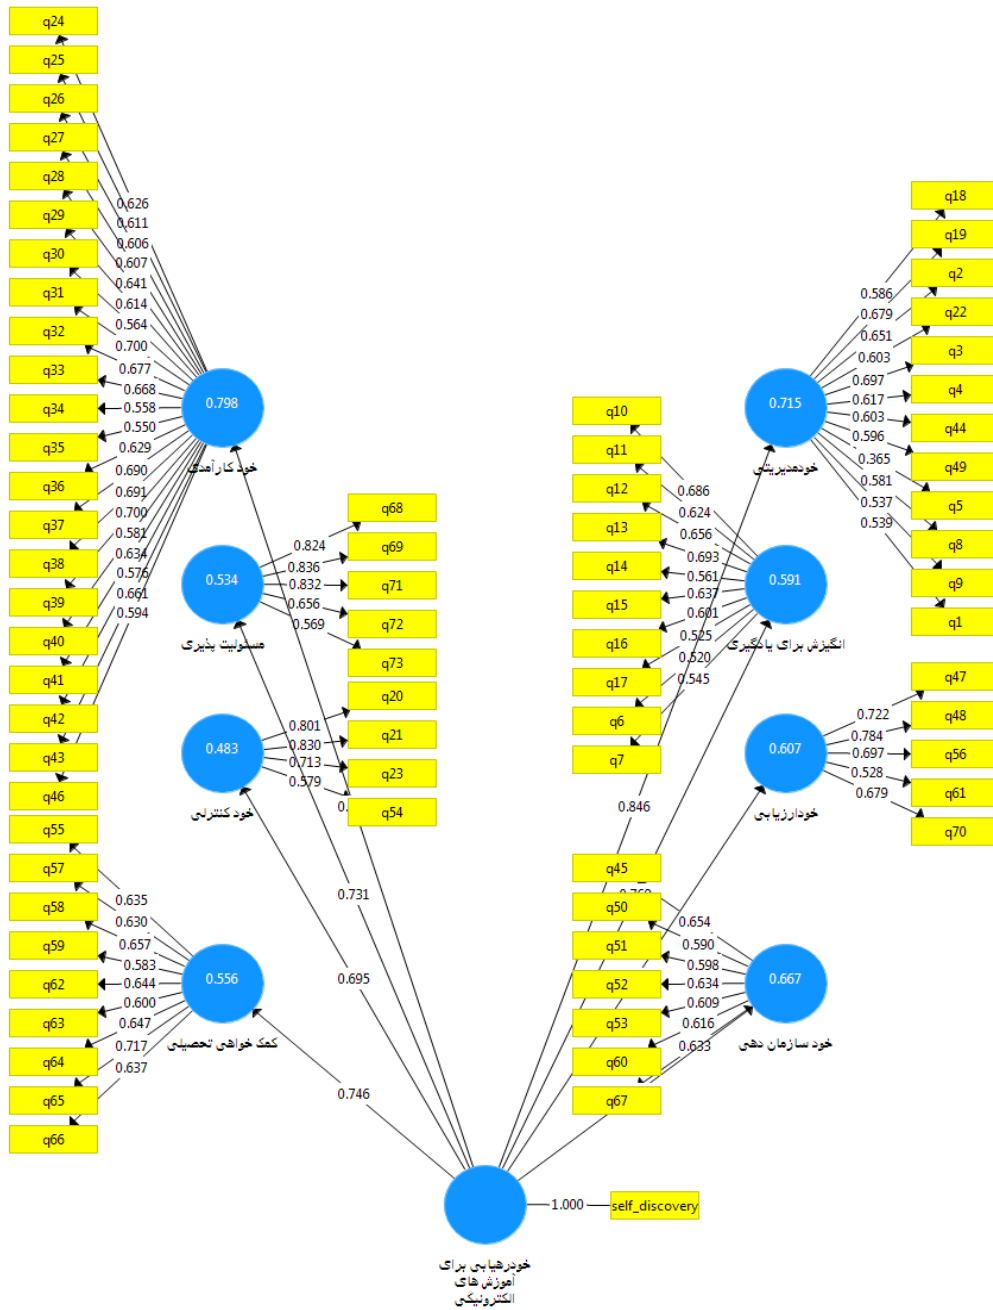 q24
q25
q26
q27
q28
q29
q30
q31
q32
q33
q34
q35
q36
q37
q38
q39
q40
q41
q42
q43
q46
0.626
0.611
0.606
0.607
0.641
0.614
0.564
0.700
0.677
0.668
0.558
0.550
0.629
0.690
0.691
0.700
0.581
0.634
0.576
0.661
0.594
0.798
خود کارآمدی
q68
q69
q71
q72
q73
0.824
0.836
0.832
0.656
0.569
0.534
مسئولیت پذیری
q20
q21
q23
q54
0.801
0.830
0.713
0.579
0.483
خود کنترلی
q55
q57
q58
q59
q62
q63
q64
q65
q66
0.635
0.630
0.657
0.583
0.644
0.600
0.647
0.717
0.637
0.556
کمک خواهی تحصیلی
q18
q19
q2
q22
q3
q4
q44
q49
q5
q8
q9
q1
0.586
0.679
0.651
0.603
0.697
0.617
0.603
0.596
0.365
0.581
0.537
0.539
0.715
خودمدیریتی
q10
q11
q12
q13
q14
q15
q16
q17
q6
q7
0.686
0.624
0.656
0.693
0.561
0.637
0.601
0.525
0.520
0.545
0.591
انگیزش برای یادگیری
q47
q48
q56
q61
q70
0.722
0.784
0.697
0.528
0.679
0.607
خودارزیابی
q45
q50
q51
q52
q53
q60
q67
0.654
0.590
0.598
0.634
0.609
0.616
0.633
0.667
خود سازمان دهی
0.731
0.695
0.746
0.846
1.000
self_discovery
خودرهیابی برای
آموزش های
الکترونیکی